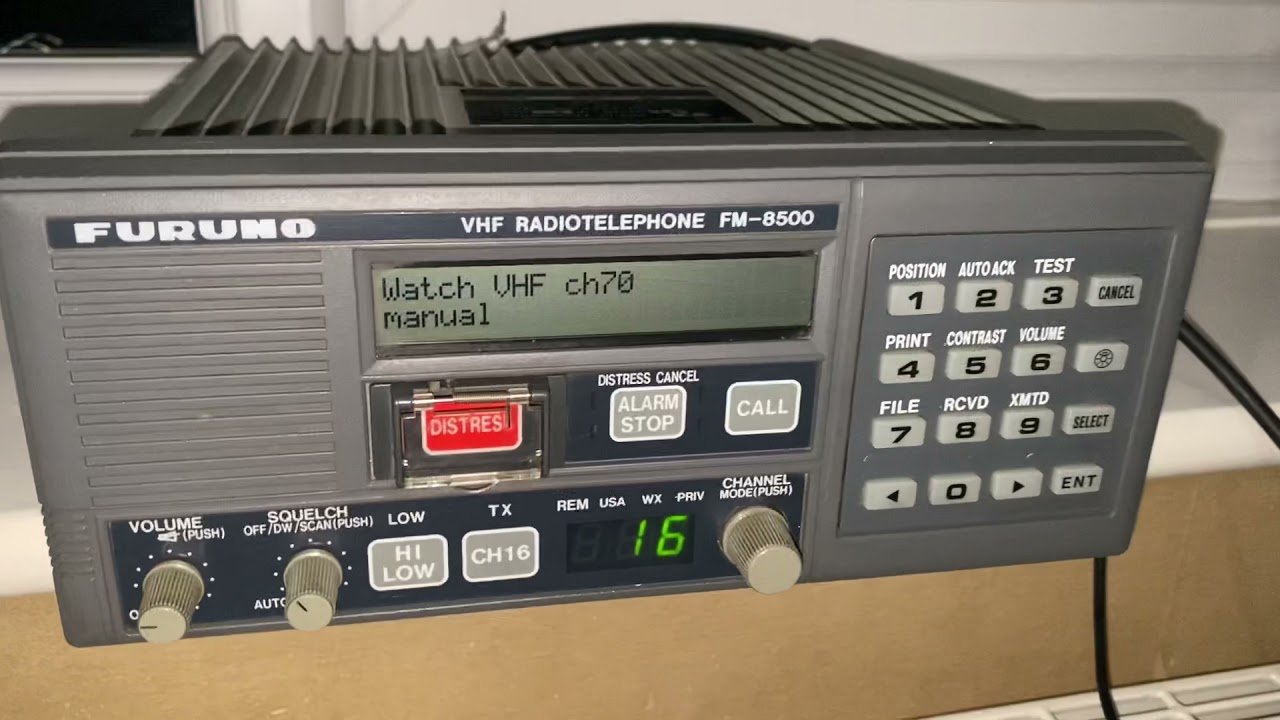 FURUNO
VHF RADIOTELEPHONE FM-8500
Watch VHF ch70
manual
DISTRESS CANCEL
DISTRES
ALARM
STOP
CALL
VOLUME
(PUSH)
SQUELCH
OFF/DW/SCAN(PUSH)
AUTO
LOW
HI
LOW
TX
CH16
REM USA WX PRIV
16
CHANNEL
MODE(PUSH)
POSITION AUTO ACK TEST
1 2 3 CANCEL
PRINT CONTRAST VOLUME
4 5 6
FILE RCVD XMTD
7 8 9 SELECT
◄ 0 ► ENT